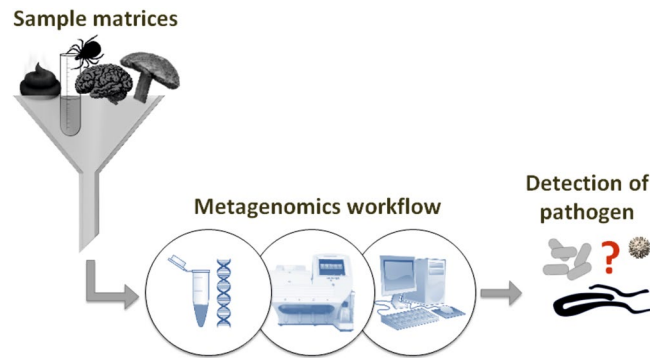 Sample matrices
Metagenomics workflow
Detection of
pathogen
?